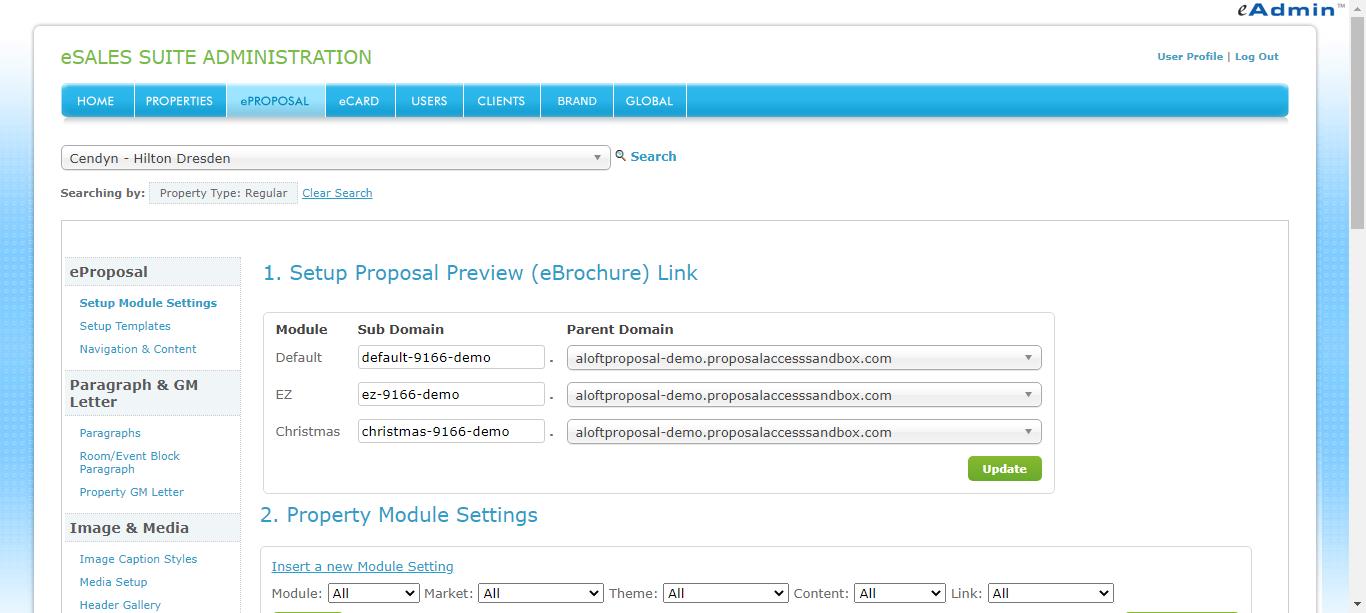 eAdmin™
eSALES SUITE ADMINISTRATION
User Profile | Log Out
HOME PROPERTIES ePROPOSAL eCARD USERS CLIENTS BRAND GLOBAL
Cendyn - Hilton Dresden
Search
Searching by: Property Type: Regular Clear Search
eProposal
Setup Module Settings
Setup Templates
Navigation & Content
Paragraph & GM
Letter
Paragraphs
Room/Event Block
Paragraph
Property GM Letter
Image & Media
Image Caption Styles
Media Setup
Header Gallery
1. Setup Proposal Preview (eBrochure) Link
Module Sub Domain Parent Domain
Default default-9166-demo . aloftproposal-demo.proposalaccesssandbox.com
EZ ez-9166-demo . aloftproposal-demo.proposalaccesssandbox.com
Christmas christmas-9166-demo . aloftproposal-demo.proposalaccesssandbox.com
Update
2. Property Module Settings
Insert a new Module Setting
Module: All Market: All Theme: All Content: All Link: All